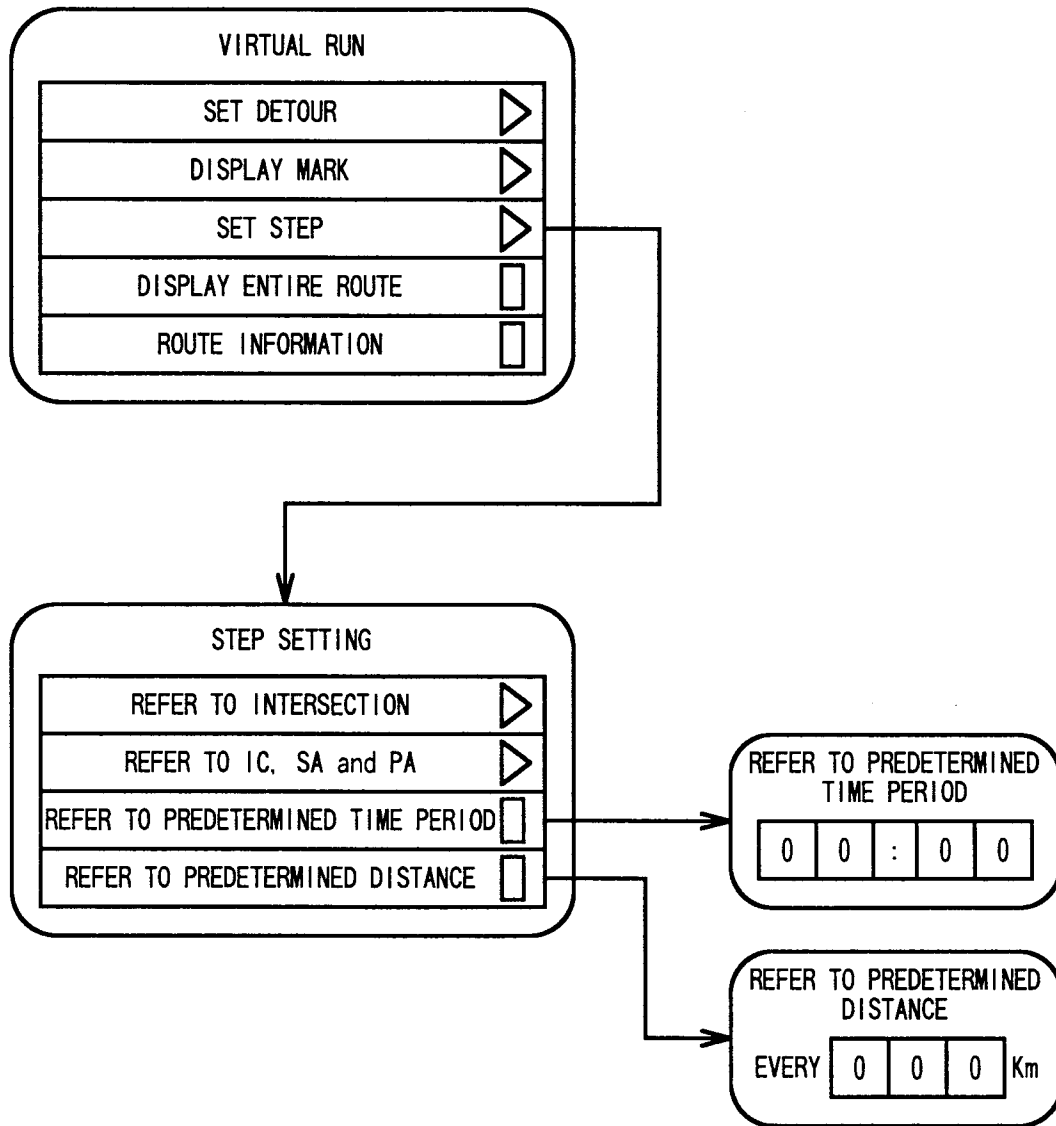 VIRTUAL RUN
SET DETOUR
DISPLAY MARK
SET STEP
DISPLAY ENTIRE ROUTE
ROUTE INFORMATION
STEP SETTING
REFER TO INTERSECTION
REFER TO IC, SA and PA
REFER TO PREDETERMINED TIME PERIOD
REFER TO PREDETERMINED DISTANCE
REFER TO PREDETERMINED
TIME PERIOD
0 0 : 0 0
REFER TO PREDETERMINED
DISTANCE
EVERY 0 0 0 Km